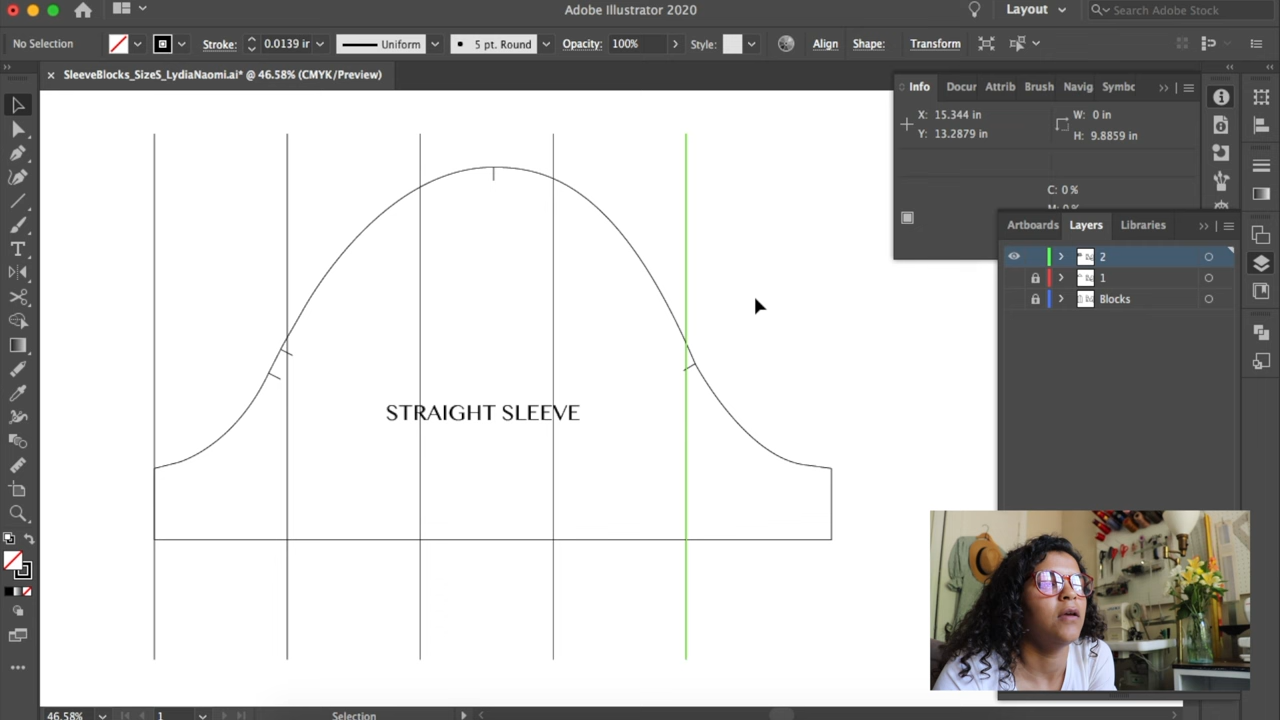 Adobe Illustrator 2020
Layout
Search Adobe Stock
No Selection
Stroke:
0.0139 in
Uniform
5 pt. Round
Opacity:
100%
Style:
Align
Shape:
Transform
× SleeveBlocks_SizeS_LydiaNaomi.ai* @ 46.58% (CMYK/Preview)
Info Docur Attrib Brush Navig Symbc
X: 15.344 in
Y: 13.2879 in
W: 0 in
H: 9.8859 in
C: 0 %
M: 0 %
Artboards Layers Libraries
2
1
Blocks
STRAIGHT SLEEVE
46.58%
1
Selection